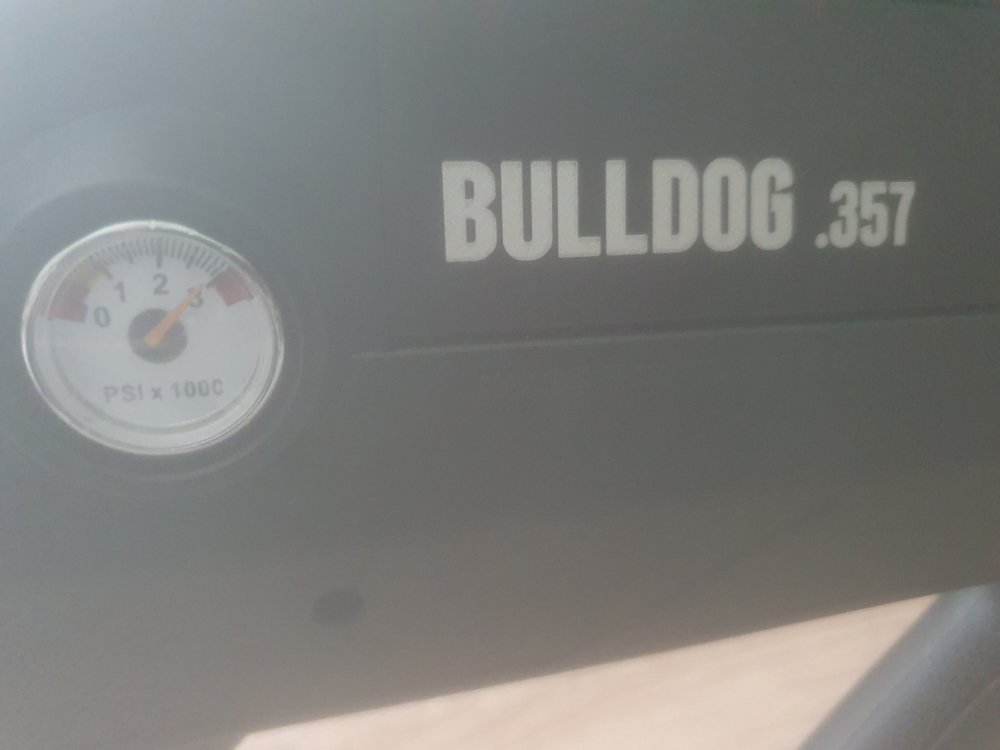 BULLDOG .357
0 1 2 3
PSI x 1000